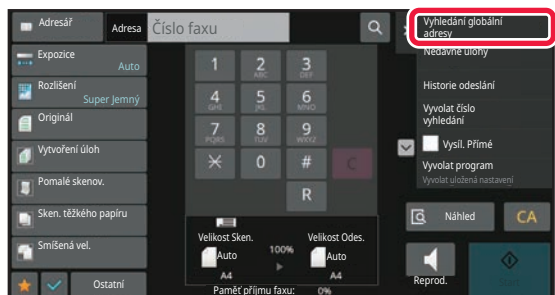 Adresář
Adresa
Číslo faxu
Vyhledání globální
adresy
Nedávné úlohy
Expozice
Auto
Rozlišení
Super Jemný
Originál
Vytvoření úloh
Pomalé skenov.
Sken. těžkého papíru
Smíšená vel.
Ostatní
1
2
ABC
3
DEF
4
GHI
5
JKL
6
MNO
7
PQRS
8
TUV
9
WXYZ
0
#
C
R
Velikost Sken.
Velikost Odes.
100%
Auto
Auto
A4
A4
Paměť příjmu faxu: 0%
Historie odeslání
Vyvolat číslo
vyhledání
Vysíl. Přímé
Vyvolat program
Vyvolat uložená nastavení
Náhled
CA
Reprod.
Start